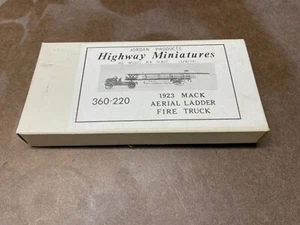 JORDAN PRODUCTS
Highway Miniatures
360-220
1923 MACK
AERIAL LADDER
FIRE TRUCK